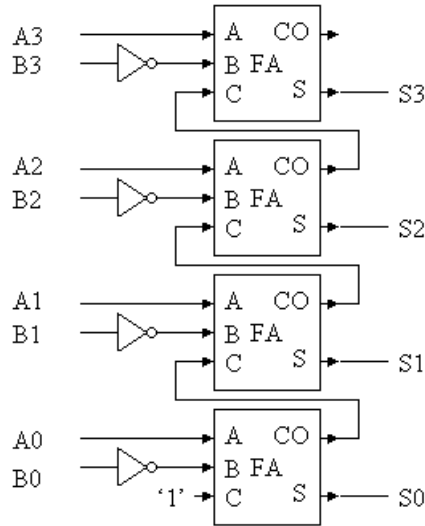 A3 A CO
B3 B FA
C S S3
A2 A CO
B2 B FA
C S S2
A1 A CO
B1 B FA
C S S1
A0 A CO
B0 B FA
‘1’ C S S0